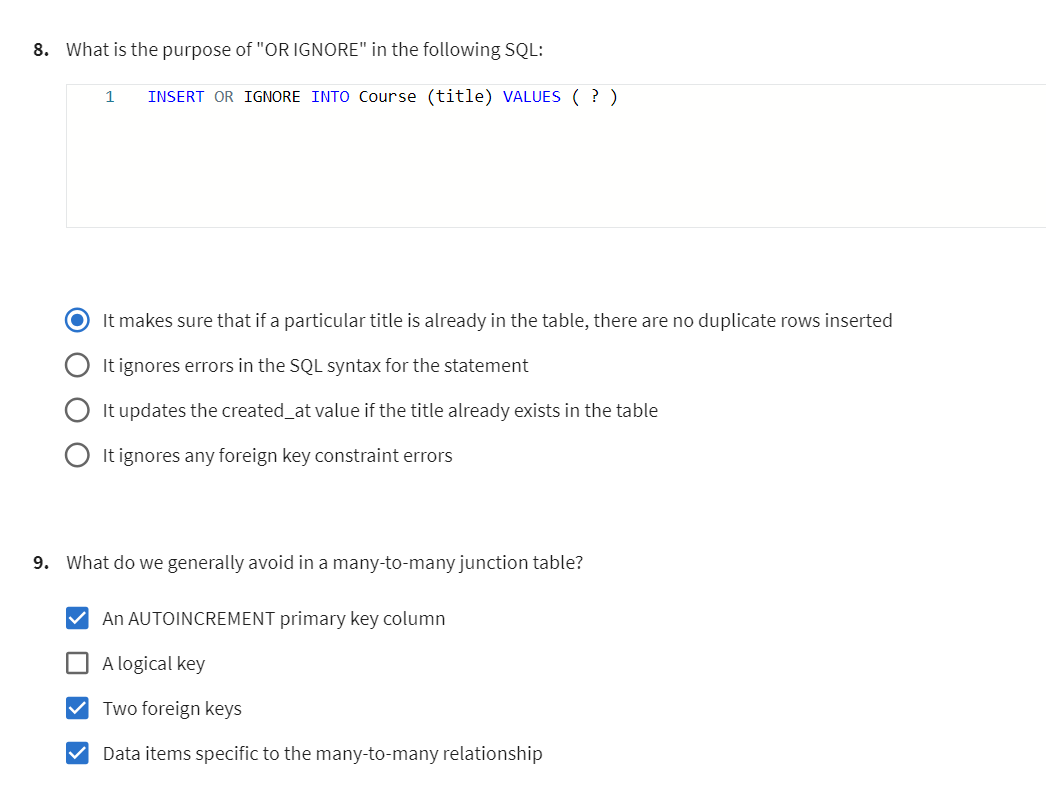 8. What is the purpose of "OR IGNORE" in the following SQL:
1 INSERT OR IGNORE INTO Course (title) VALUES ( ? )
It makes sure that if a particular title is already in the table, there are no duplicate rows inserted
It ignores errors in the SQL syntax for the statement
It updates the created_at value if the title already exists in the table
It ignores any foreign key constraint errors
9. What do we generally avoid in a many-to-many junction table?
An AUTOINCREMENT primary key column
A logical key
Two foreign keys
Data items specific to the many-to-many relationship